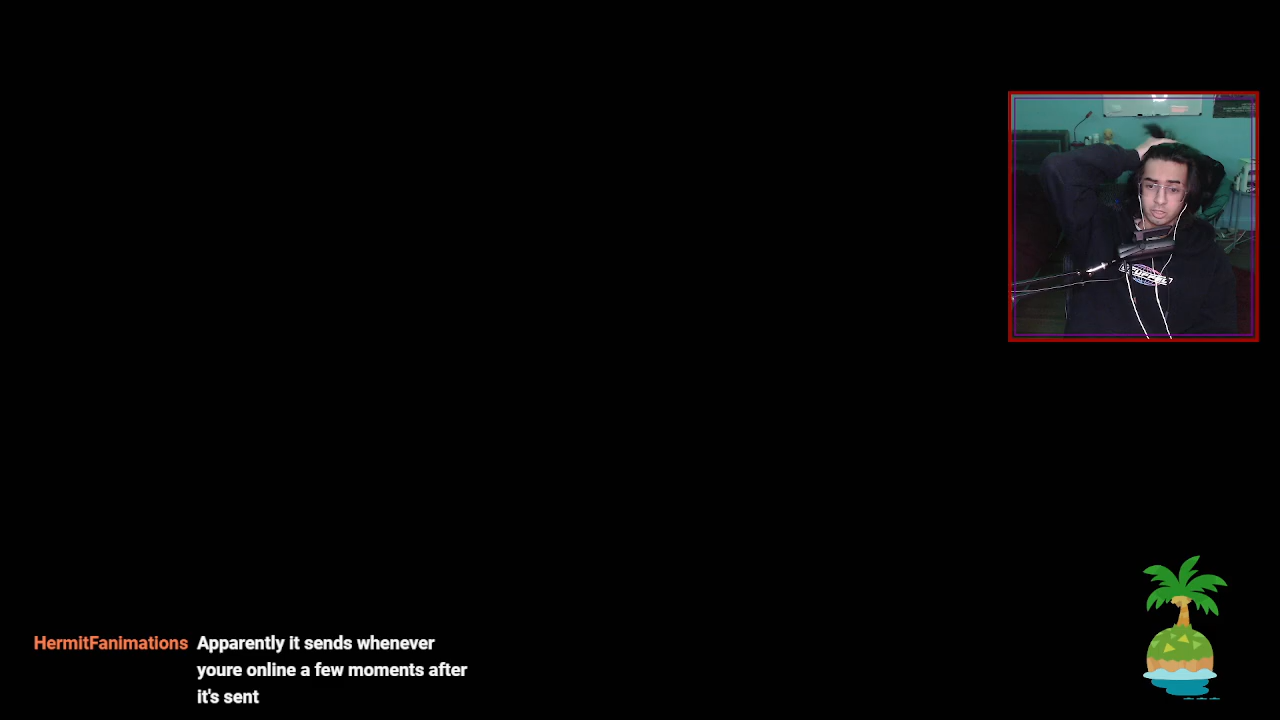 HermitFanimations Apparently it sends whenever
youre online a few moments after
it's sent